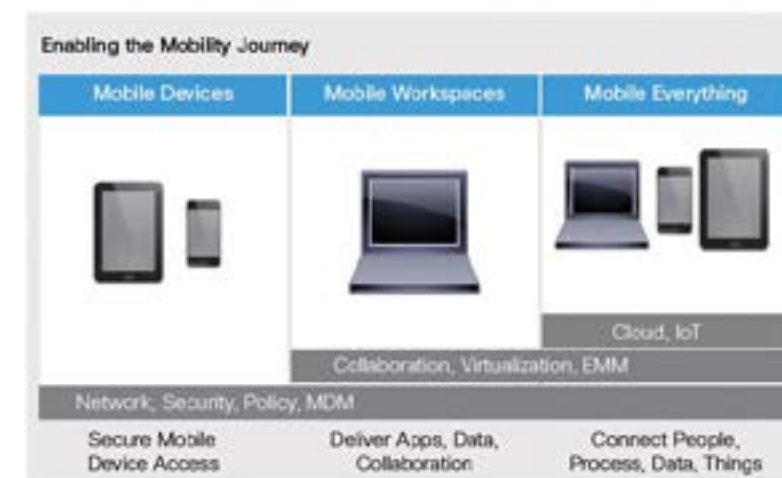 Enabling the Mobility Journey
Mobile Devices
Mobile Workspaces
Mobile Everything
Cloud, IoT
Collaboration, Virtualization, EMM
Network, Security, Policy, MDM
Secure Mobile
Device Access
Deliver Apps, Data,
Collaboration
Connect People,
Process, Data, Things